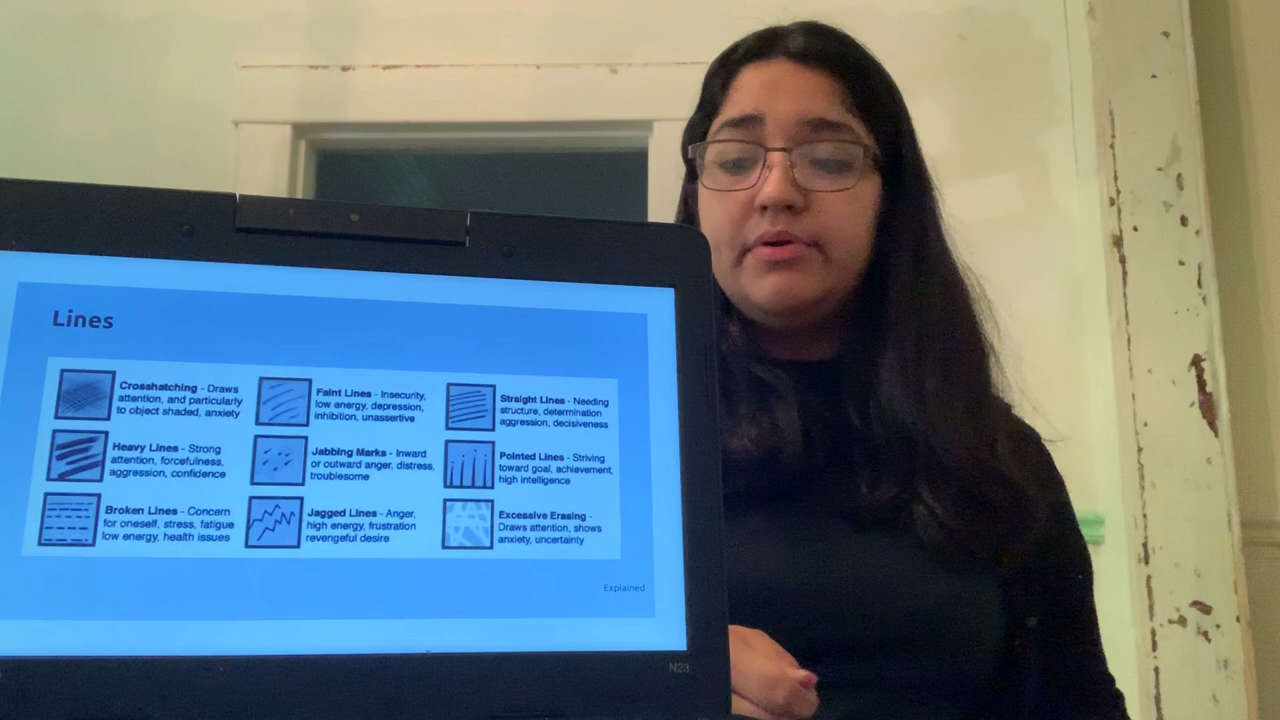 Lines
Crosshatching - Draws
attention, and particularly
to object shaded, anxiety
Faint Lines - Insecurity,
low energy, depression,
inhibition, unassertive
Straight Lines - Needing
structure, determination
aggression, decisiveness
Heavy Lines - Strong
attention, forcefulness,
aggression, confidence
Jabbing Marks - Inward
or outward anger, distress,
troublesome
Pointed Lines - Striving
toward goal, achievement,
high intelligence
Broken Lines - Concern
for oneself, stress, fatigue
low energy, health issues
Jagged Lines - Anger,
high energy, frustration
revengeful desire
Excessive Erasing -
Draws attention, shows
anxiety, uncertainty
Explained
N23